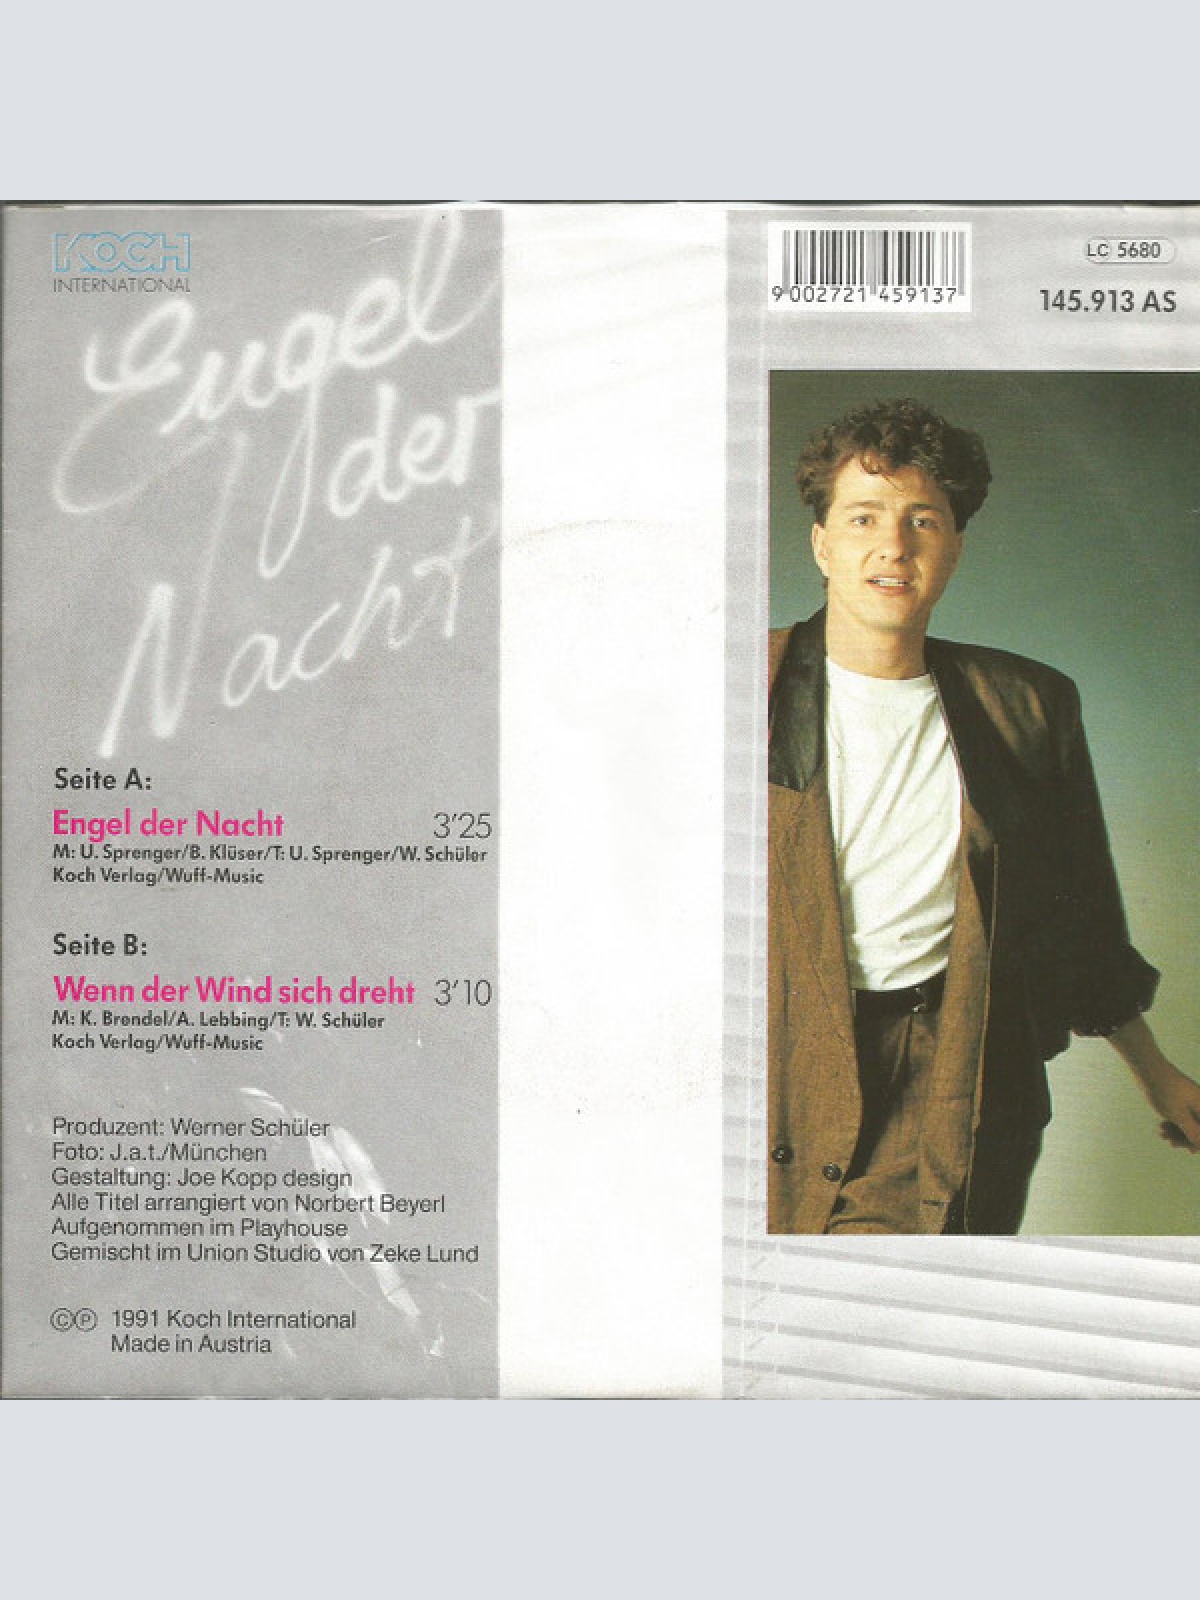 KOCH
INTERNATIONAL
Engel
der
Nacht
Seite A:
Engel der Nacht 3'25
M: U. Sprenger/B. Klüser/T: U. Sprenger/W. Schüler
Koch Verlag/Wuff-Music
Seite B:
Wenn der Wind sich dreht 3'10
M: K. Brendel/A. Lebbing/T: W. Schüler
Koch Verlag/Wuff-Music
Produzent: Werner Schüler
Foto: J.a.t./München
Gestaltung: Joe Kopp design
Alle Titel arrangiert von Norbert Beyerl
Aufgenommen im Playhouse
Gemischt im Union Studio von Zeke Lund
©℗ 1991 Koch International
Made in Austria
9 002721 459137
LC 5680
145.913 AS